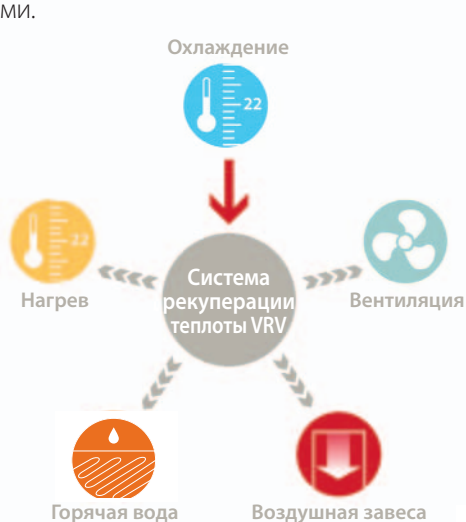 ми.
Охлаждение
22
22
Нагрев
Система
рекуперации
теплоты VRV
Вентиляция
Горячая вода
Воздушная завеса